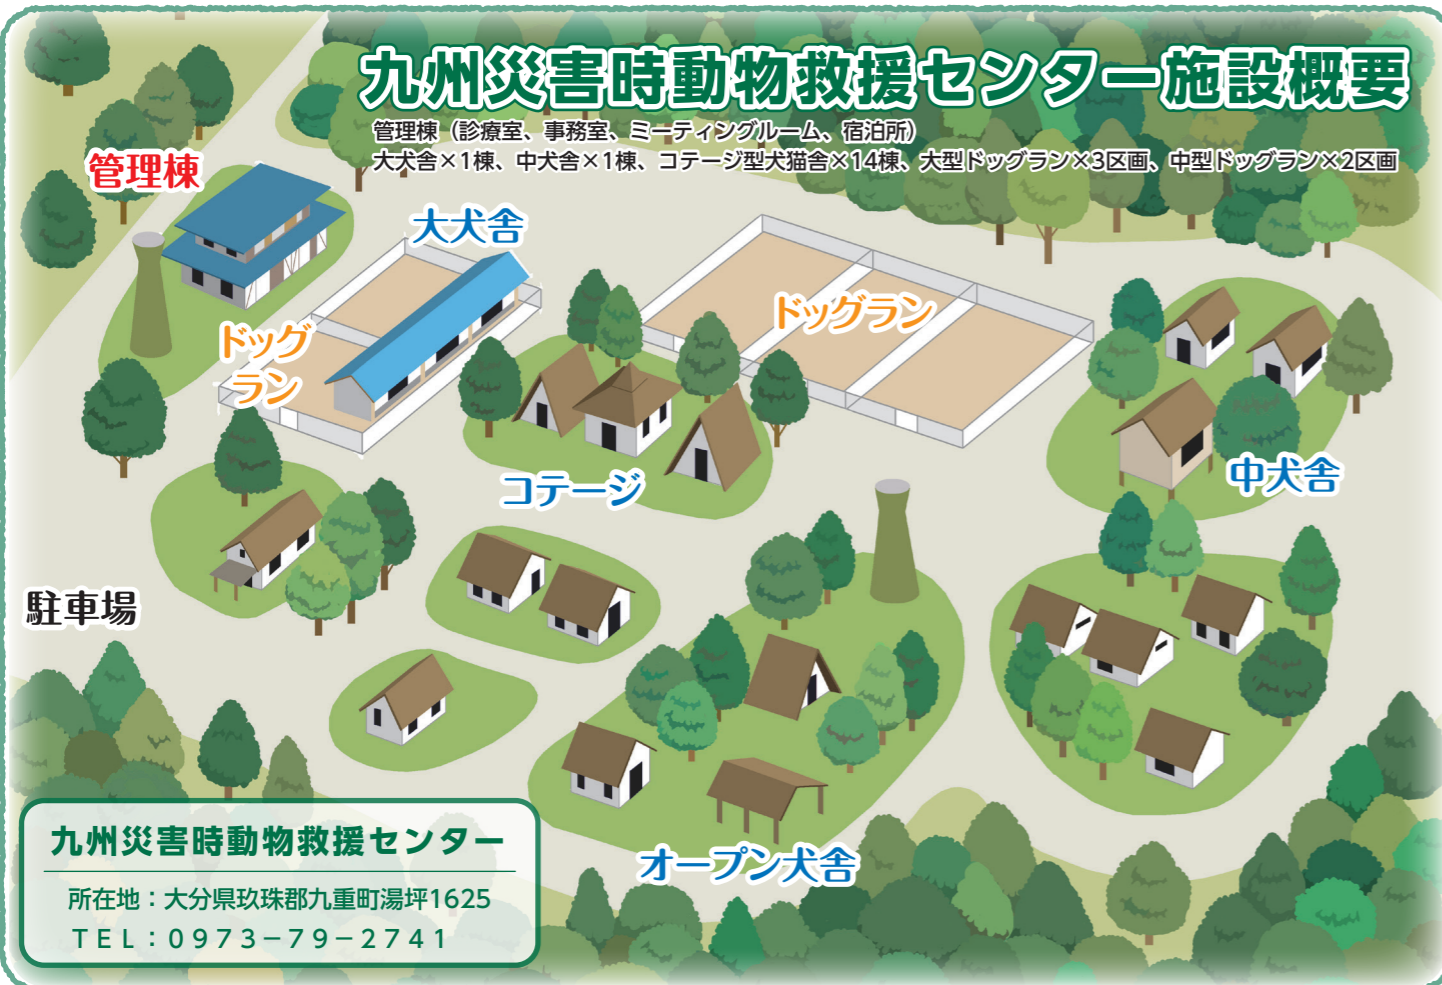 九州災害時動物救援センター施設概要
管理棟（診療室、事務室、ミーティングルーム、宿泊所）
大犬舎×1棟、中犬舎×1棟、コテージ型犬猫舎×14棟、大型ドッグラン×3区画、中型ドッグラン×2区画
管理棟
大犬舎
ドッグ
ラン
ドッグラン
コテージ
中犬舎
駐車場
オープン犬舎
九州災害時動物救援センター
所在地：大分県玖珠郡九重町湯坪1625
ＴＥＬ：０９７３－７９－２７４１